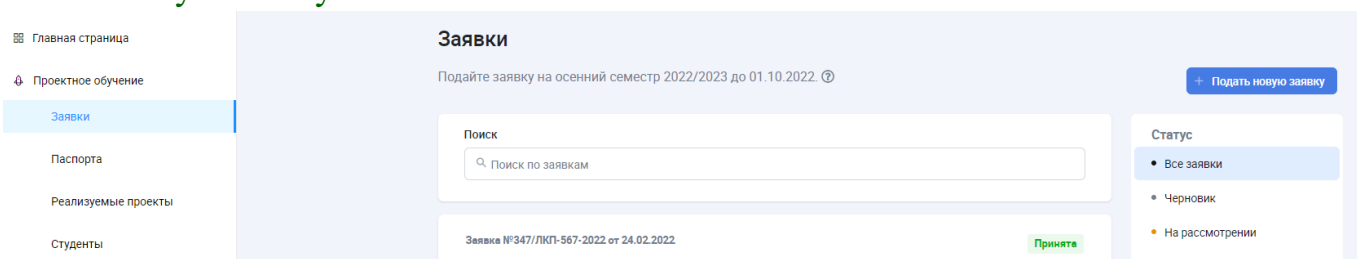 Главная страница
Проектное обучение
Заявки
Паспорта
Реализуемые проекты
Студенты
Заявки
Подайте заявку на осенний семестр 2022/2023 до 01.10.2022.
+ Подать новую заявку
Поиск
Поиск по заявкам
Заявка №347/ЛКП-567-2022 от 24.02.2022
Принята
Статус
Все заявки
Черновик
На рассмотрении